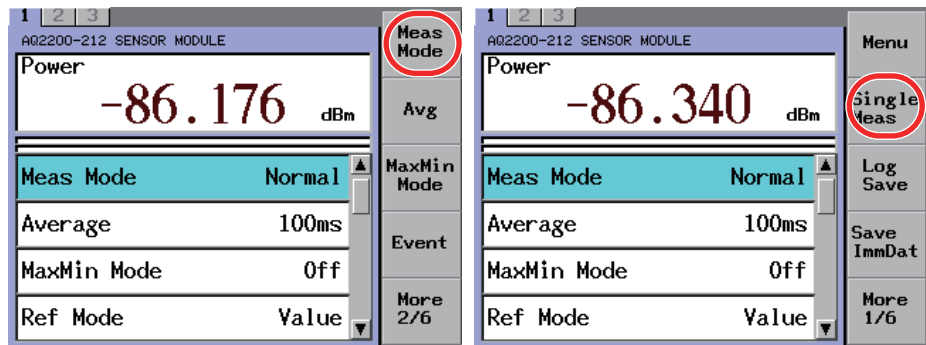 1 2 3
AQ2200-212 SENSOR MODULE
Power
-86.176 dBm
Meas Mode Normal
Average 100ms
MaxMin Mode Off
Ref Mode Value
Meas
Mode
Avg
MaxMin
Mode
Event
More
2/6
1 2 3
AQ2200-212 SENSOR MODULE
Power
-86.340 dBm
Meas Mode Normal
Average 100ms
MaxMin Mode Off
Ref Mode Value
Menu
Single
Meas
Log
Save
Save
ImmDat
More
1/6